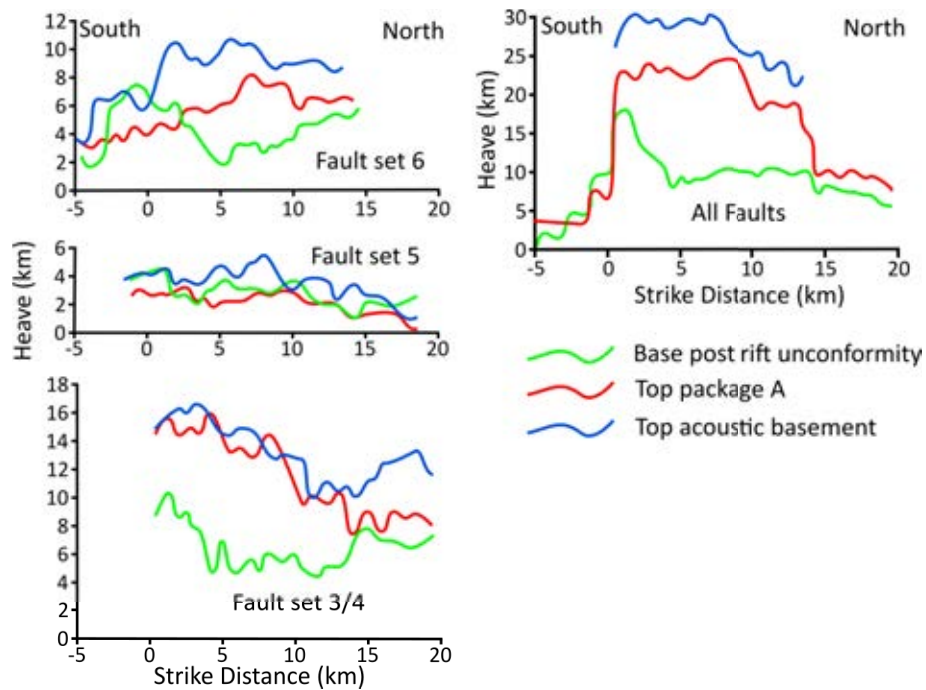 12
10
8
6
4
2
0
South
North
Fault set 6
-5 0 5 10 15 20
6
4
2
0
Fault set 5
-5 0 5 10 15 20
Heave (km)
18
16
14
12
10
8
6
4
2
0
Fault set 3/4
-5 0 5 10 15 20
Strike Distance (km)
30
25
20
15
10
5
0
South
North
Heave (km)
All Faults
-5 0 5 10 15 20
Strike Distance (km)
Base post rift unconformity
Top package A
Top acoustic basement